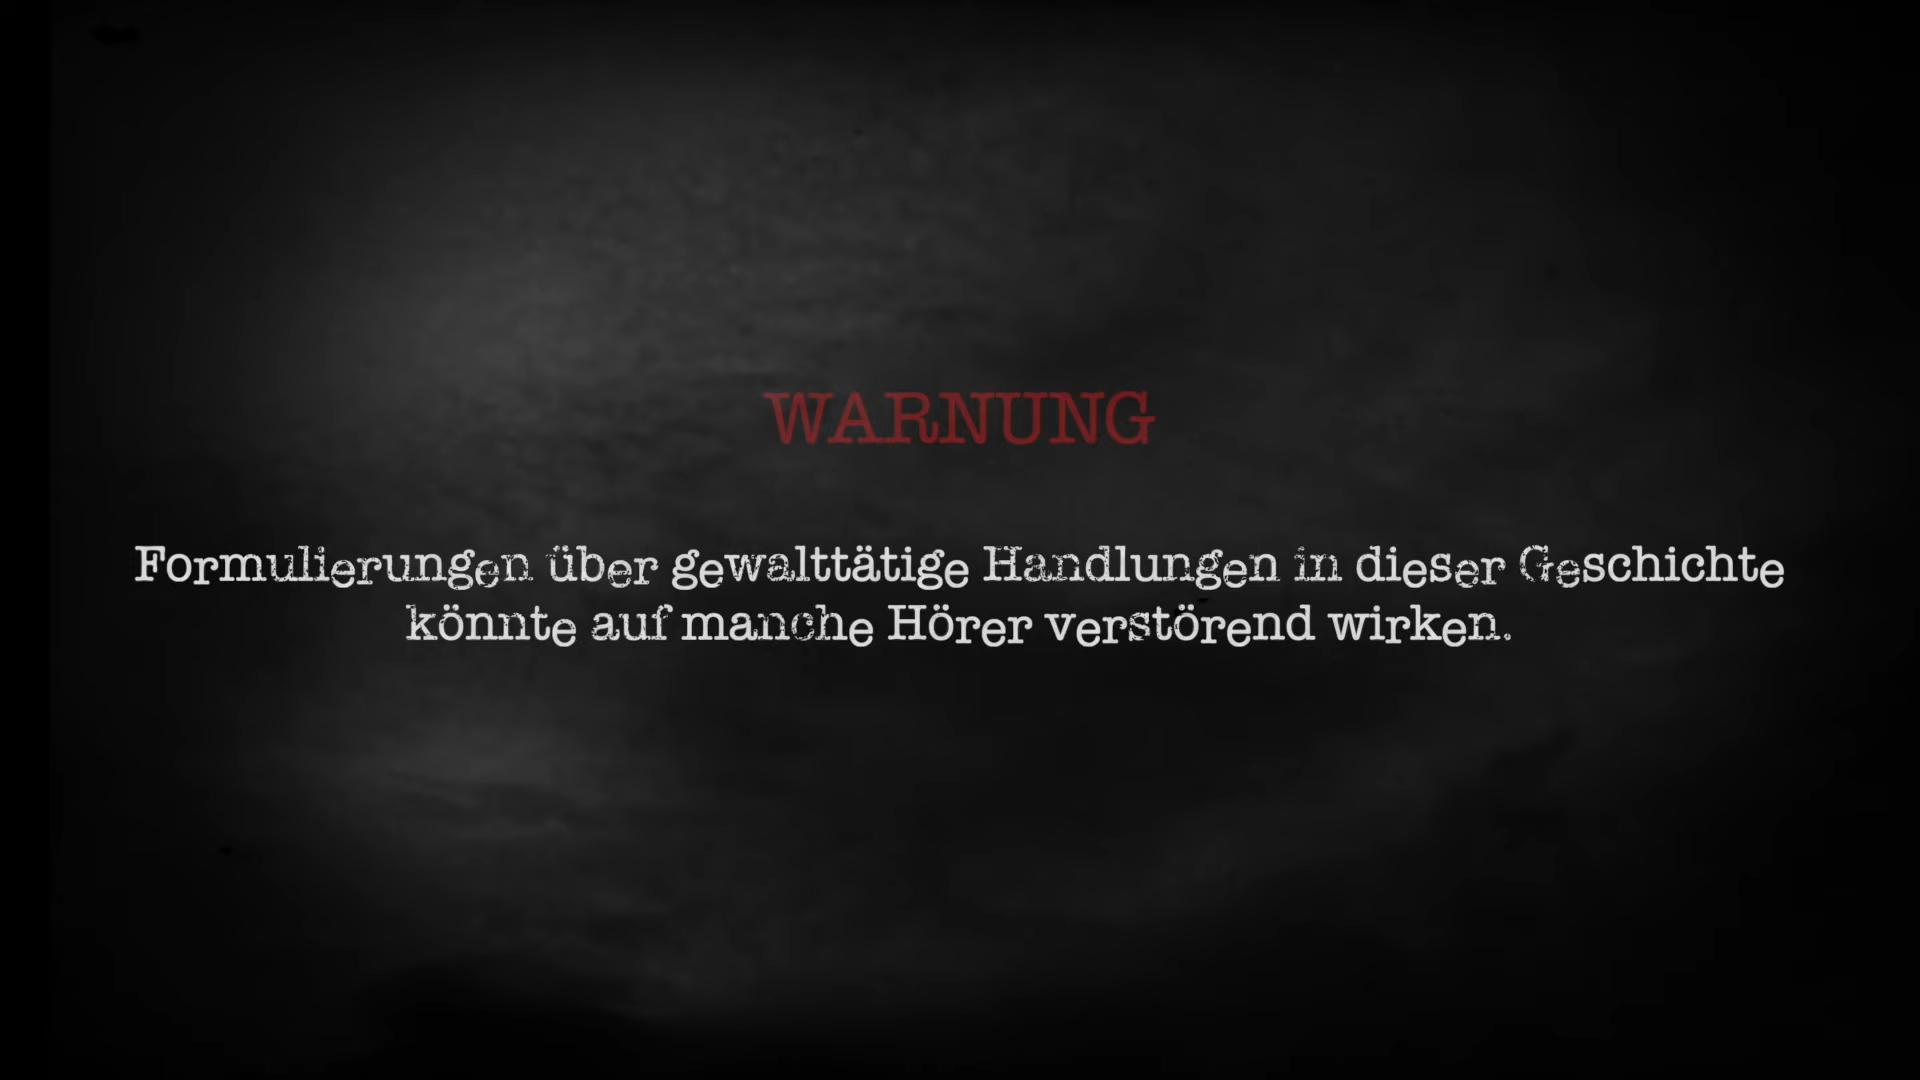 WARNUNG
Formulierungen über gewalttätige Handlungen in dieser Geschichte
könnte auf manche Hörer verstörend wirken.